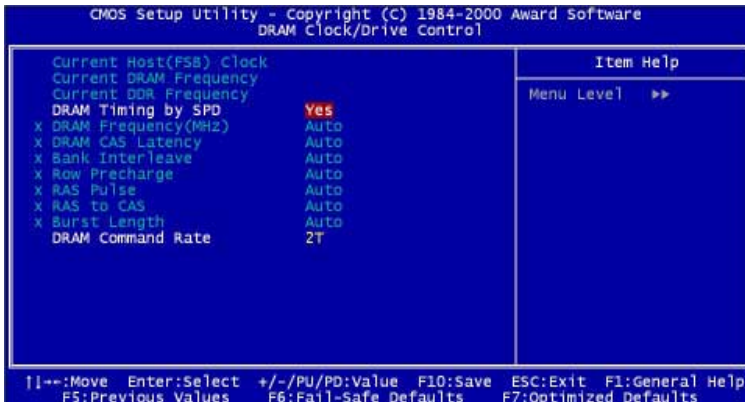 CMOS Setup Utility - Copyright (C) 1984-2000 Award Software
DRAM Clock/Drive Control
Current Host(FSB) Clock
Current DRAM Frequency
Current DDR Frequency
DRAM Timing by SPD Yes
x DRAM Frequency(MHz) Auto
x DRAM CAS Latency Auto
x Bank Interleave Auto
x Row Precharge Auto
x RAS Pulse Auto
x RAS to CAS Auto
x Burst Length Auto
DRAM Command Rate 2T
Item Help
Menu Level ▸▸
↑↓→←:Move Enter:Select +/-/PU/PD:Value F10:Save ESC:Exit F1:General Help
F5:Previous Values F6:Fail-Safe Defaults F7:Optimized Defaults